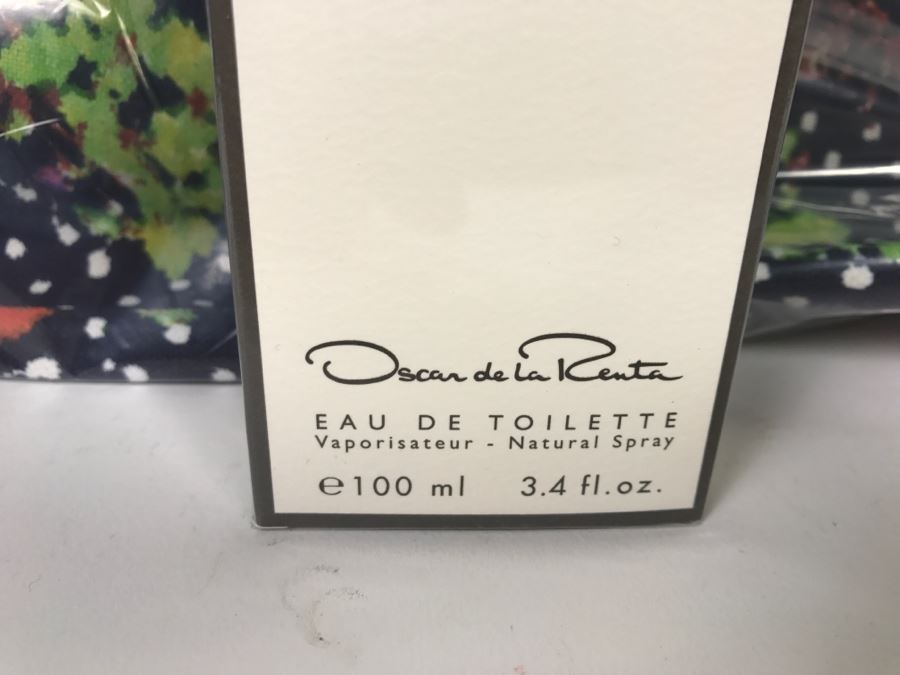 Oscar de la Renta
EAU DE TOILETTE
Vaporisateur - Natural Spray
℮100 ml 3.4 fl.oz.